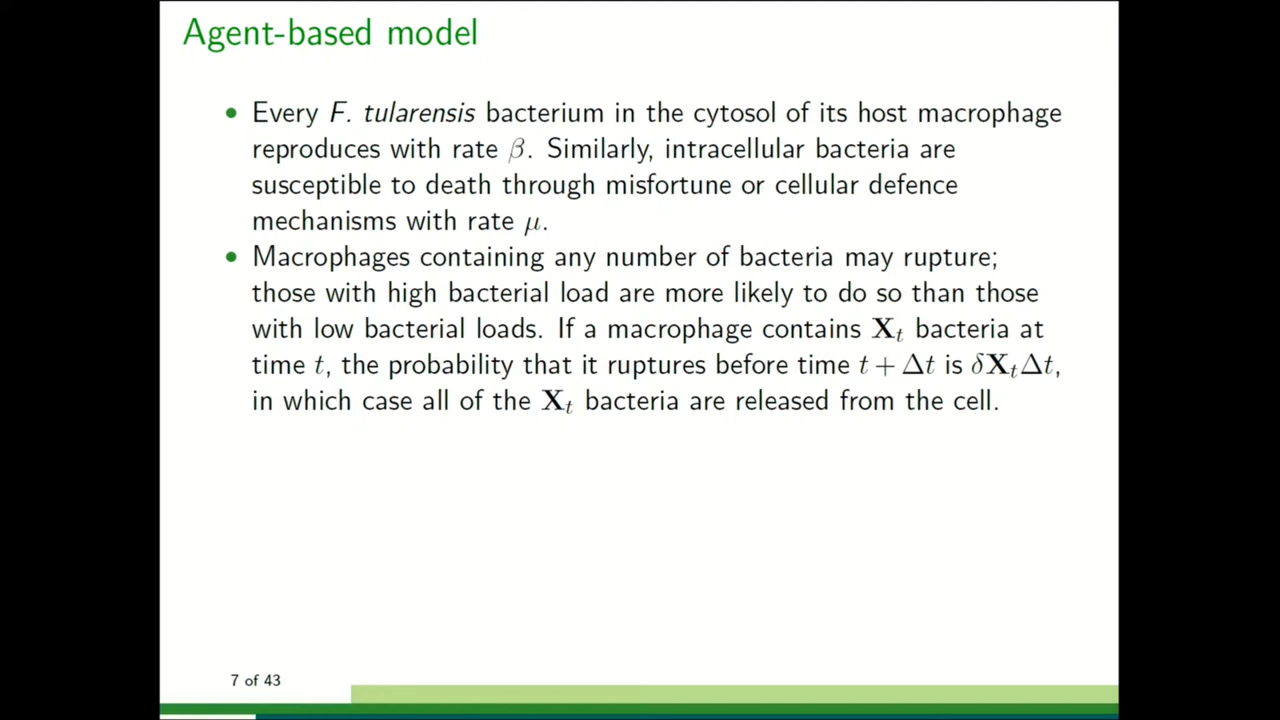 Agent-based model
• Every F. tularensis bacterium in the cytosol of its host macrophage
reproduces with rate β. Similarly, intracellular bacteria are
susceptible to death through misfortune or cellular defence
mechanisms with rate μ.
• Macrophages containing any number of bacteria may rupture;
those with high bacterial load are more likely to do so than those
with low bacterial loads. If a macrophage contains Xₜ bacteria at
time t, the probability that it ruptures before time t + Δt is δXₜΔt,
in which case all of the Xₜ bacteria are released from the cell.
7 of 43